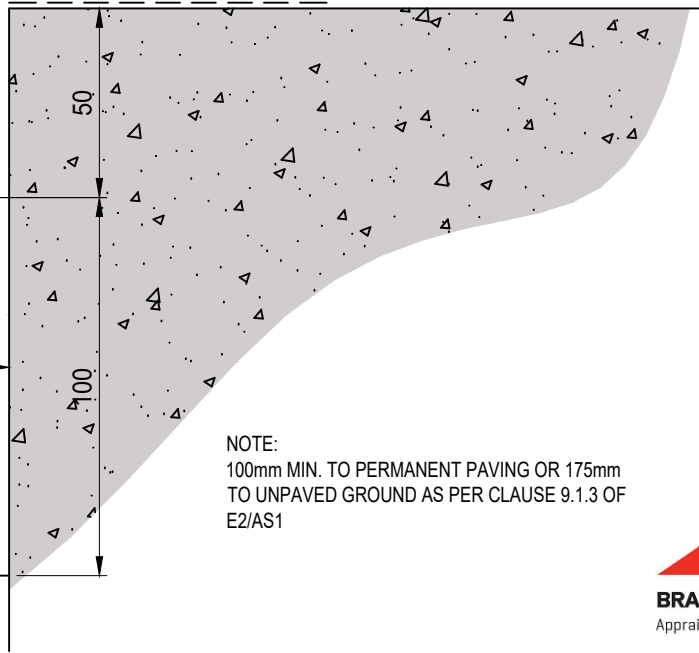 50
100
NOTE:
100mm MIN. TO PERMANENT PAVING OR 175mm
TO UNPAVED GROUND AS PER CLAUSE 9.1.3 OF
E2/AS1
BRA
Apprai